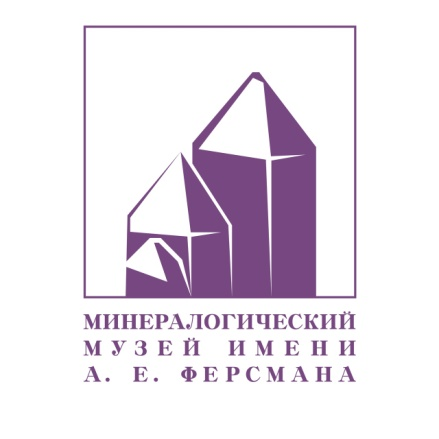 МИНЕРАЛОГИЧЕСКИЙ
МУЗЕЙ ИМЕНИ
А. Е. ФЕРСМАНА